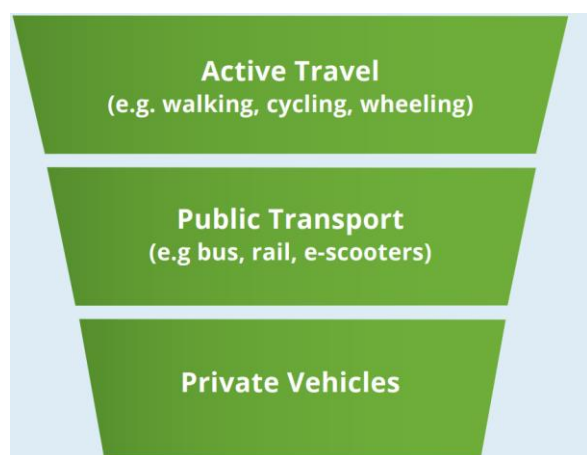 Active Travel
(e.g. walking, cycling, wheeling)
Public Transport
(e.g bus, rail, e-scooters)
Private Vehicles